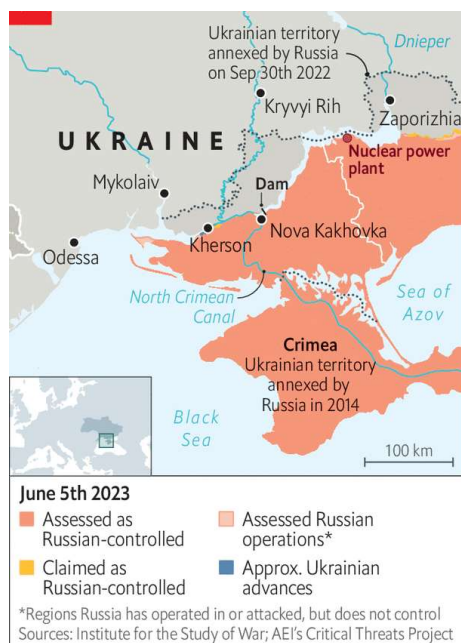 Ukrainian territory
annexed by Russia
on Sep 30th 2022
Dnieper
Kryvyi Rih
Zaporizhia
UKRAINE
Nuclear power
plant
Mykolaiv
Dam
Kherson
Nova Kakhovka
Odessa
North Crimean
Canal
Sea of
Azov
Crimea
Ukrainian territory
annexed by
Russia in 2014
Black
Sea
100 km
June 5th 2023
Assessed as
Russian-controlled
Assessed Russian
operations*
Claimed as
Russian-controlled
Approx. Ukrainian
advances
*Regions Russia has operated in or attacked, but does not control
Sources: Institute for the Study of War; AEI's Critical Threats Project